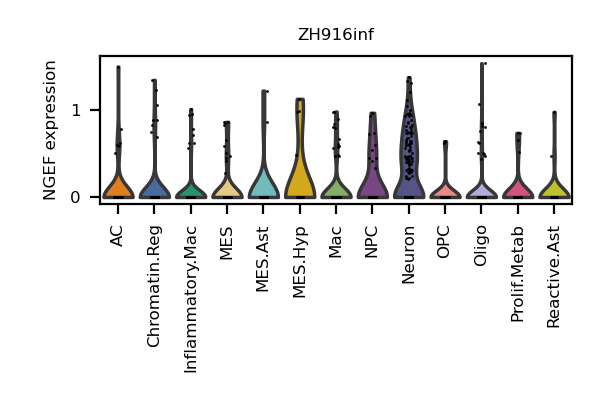 ZH916inf
NGEF expression
1
0
AC
Chromatin.Reg
Inflammatory.Mac
MES
MES.Ast
MES.Hyp
Mac
NPC
Neuron
OPC
Oligo
Prolif.Metab
Reactive.Ast